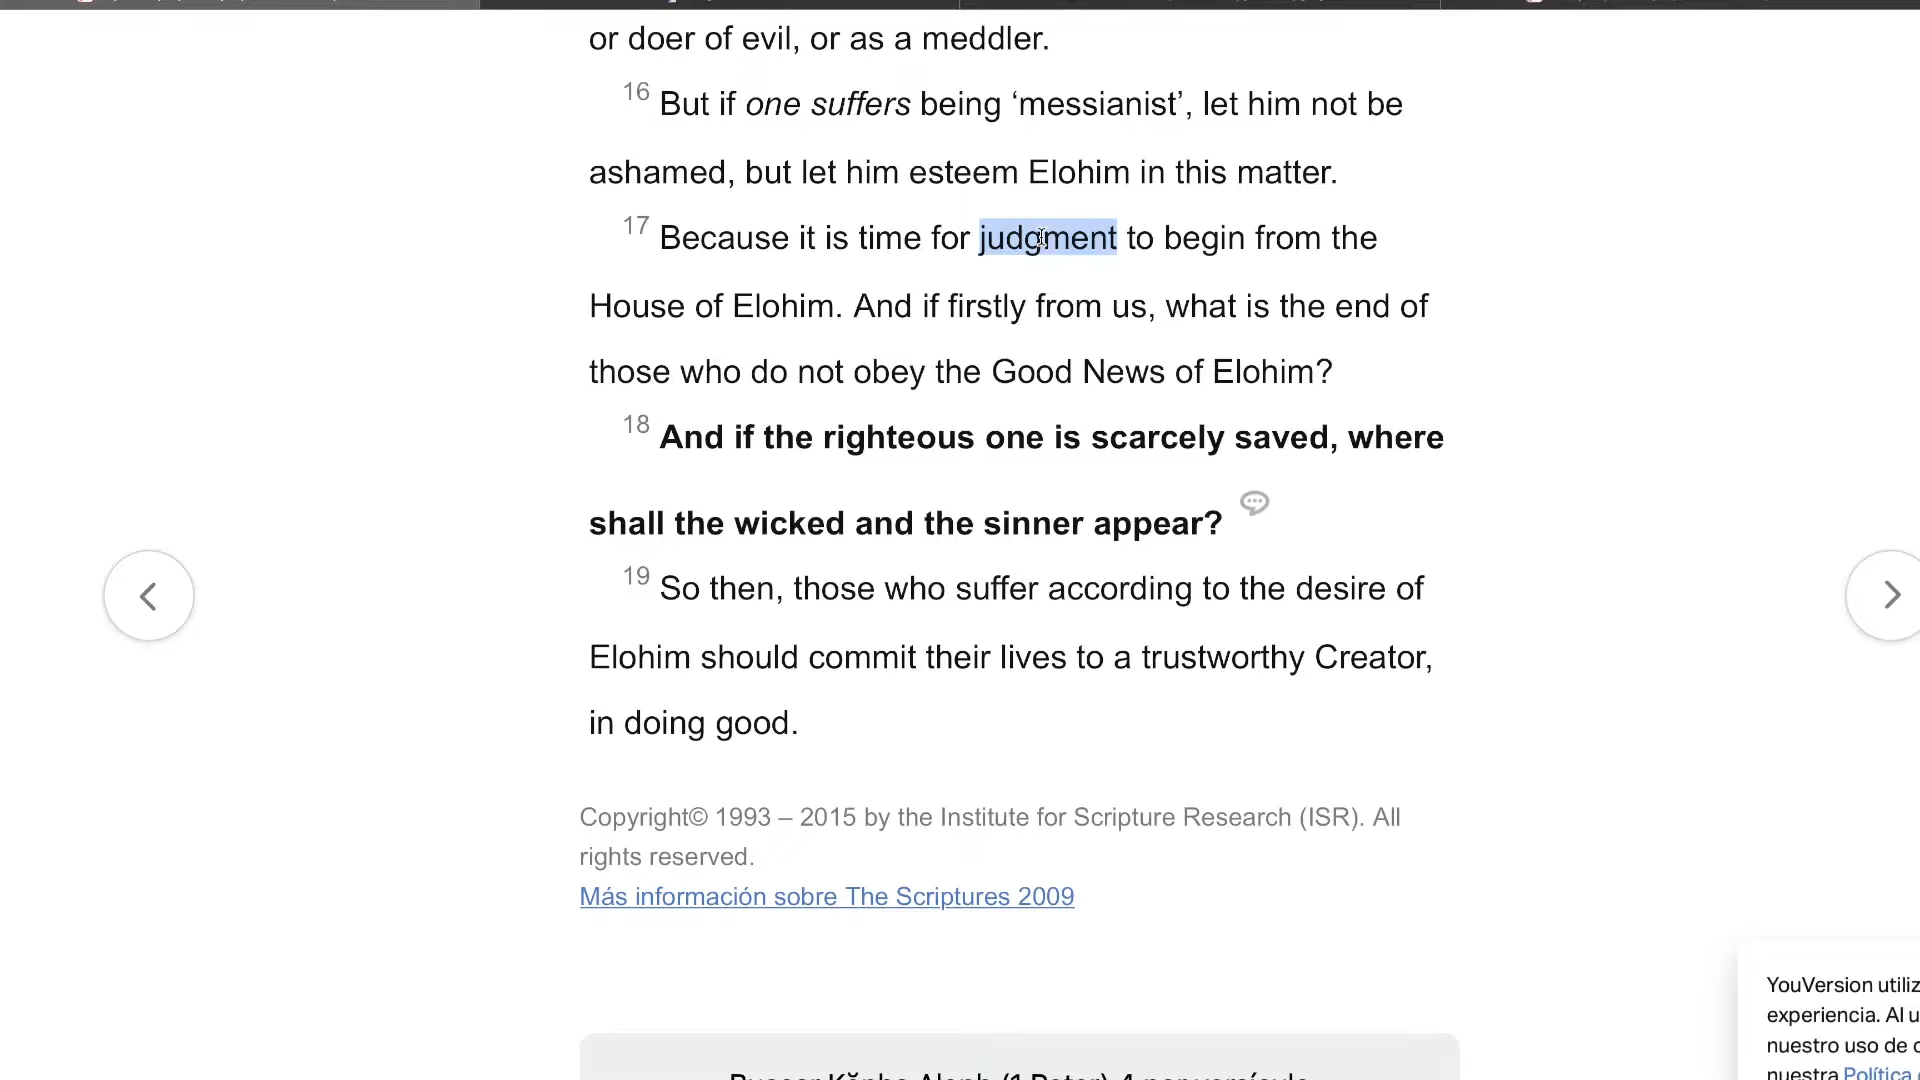 or doer of evil, or as a meddler.
16 But if one suffers being ‘messianist’, let him not be
ashamed, but let him esteem Elohim in this matter.
17 Because it is time for judgment to begin from the
House of Elohim. And if firstly from us, what is the end of
those who do not obey the Good News of Elohim?
18 And if the righteous one is scarcely saved, where
shall the wicked and the sinner appear?
19 So then, those who suffer according to the desire of
Elohim should commit their lives to a trustworthy Creator,
in doing good.
Copyright© 1993 – 2015 by the Institute for Scripture Research (ISR). All
rights reserved.
Más información sobre The Scriptures 2009
YouVersion utiliz
experiencia. Al u
nuestro uso de c
nuestra Política